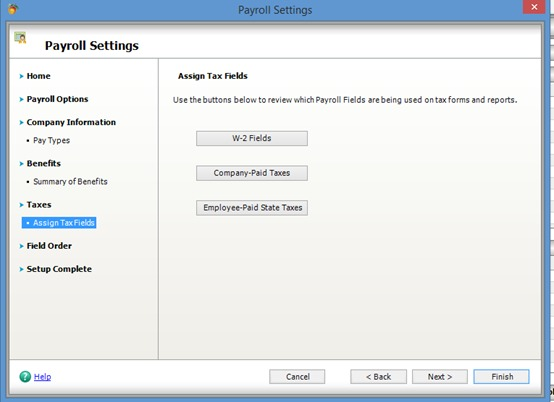 Payroll Settings
Payroll Settings
Home
Payroll Options
Company Information
Pay Types
Benefits
Summary of Benefits
Taxes
Assign Tax Fields
Field Order
Setup Complete
Assign Tax Fields
Use the buttons below to review which Payroll Fields are being used on tax forms and reports.
W-2 Fields
Company-Paid Taxes
Employee-Paid State Taxes
Help
Cancel
< Back
Next >
Finish